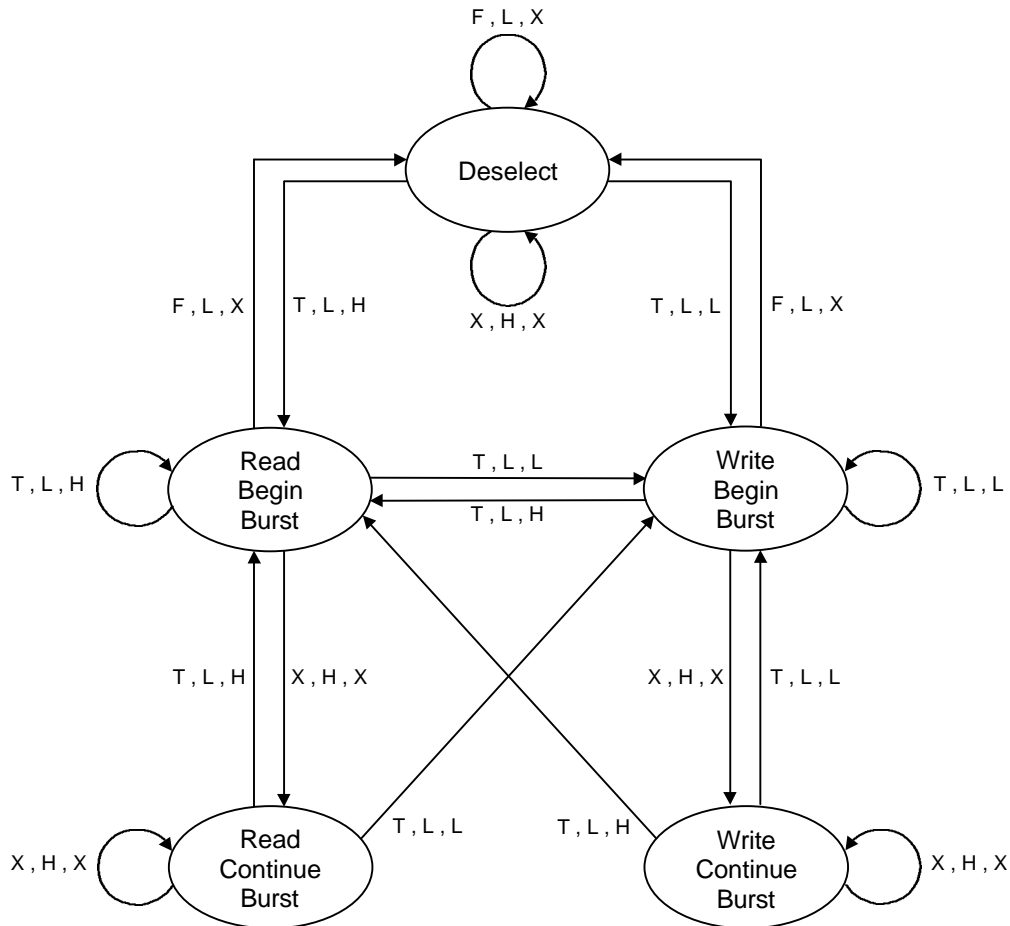 F , L , X
Deselect
X , H , X
F , L , X
T , L , H
T , L , L
F , L , X
T , L , H
Read
Begin
Burst
T , L , L
T , L , H
Write
Begin
Burst
T , L , L
T , L , H
X , H , X
X , H , X
T , L , L
X , H , X
Read
Continue
Burst
T , L , L
T , L , H
Write
Continue
Burst
X , H , X